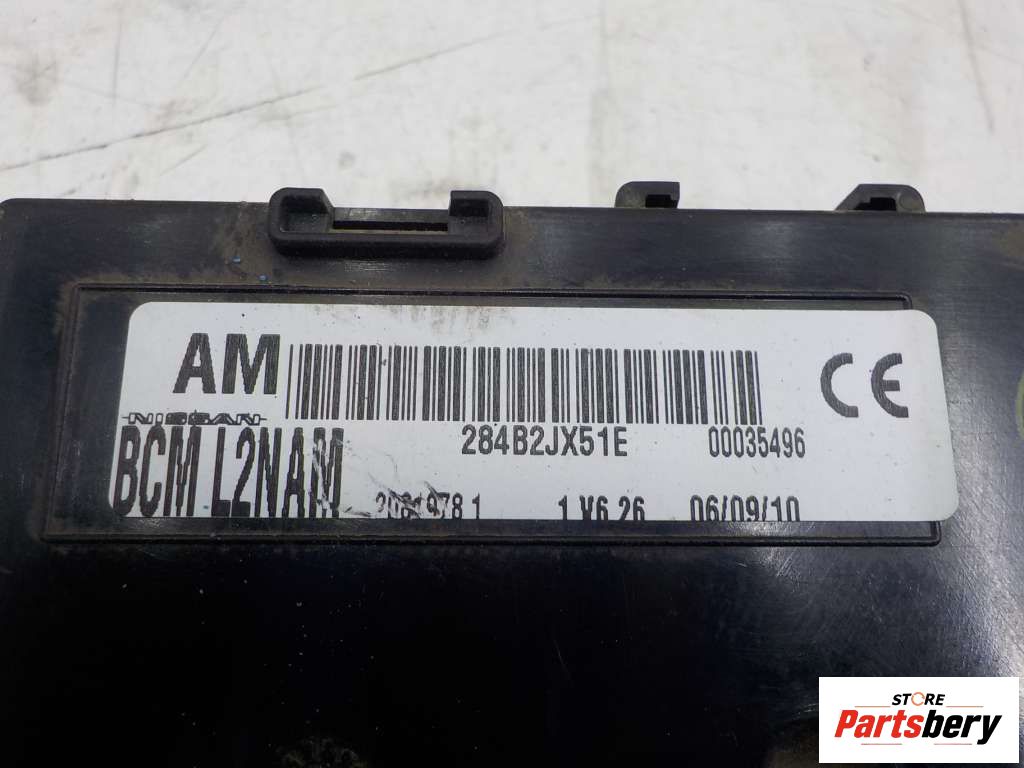 AM
NISSAN
284B2JX51E 00035496
BCM L2NAM 1 V6.26 06/09/10
CE
STORE
Partsbery